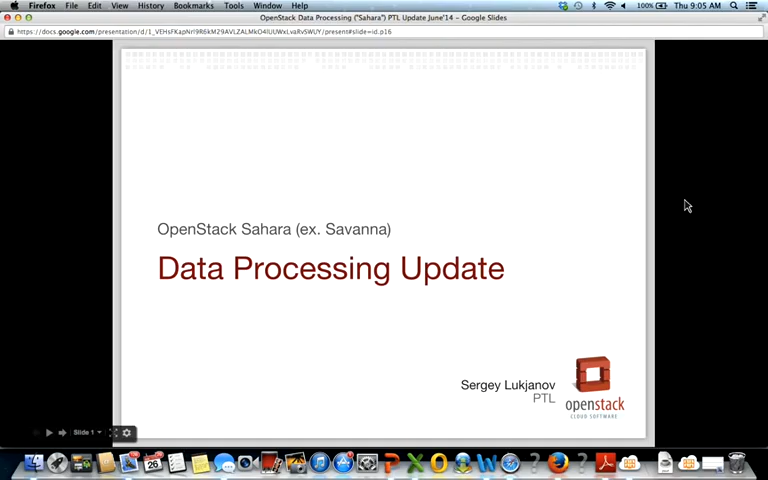 Firefox File Edit View History Bookmarks Tools Window Help 100% Thu 9:05 AM
OpenStack Data Processing ("Sahara") PTL Update June'14 – Google Slides
OpenStack Sahara (ex. Savanna)
Data Processing Update
Sergey Lukjanov
PTL
openstack
CLOUD SOFTWARE
Slide 1
26